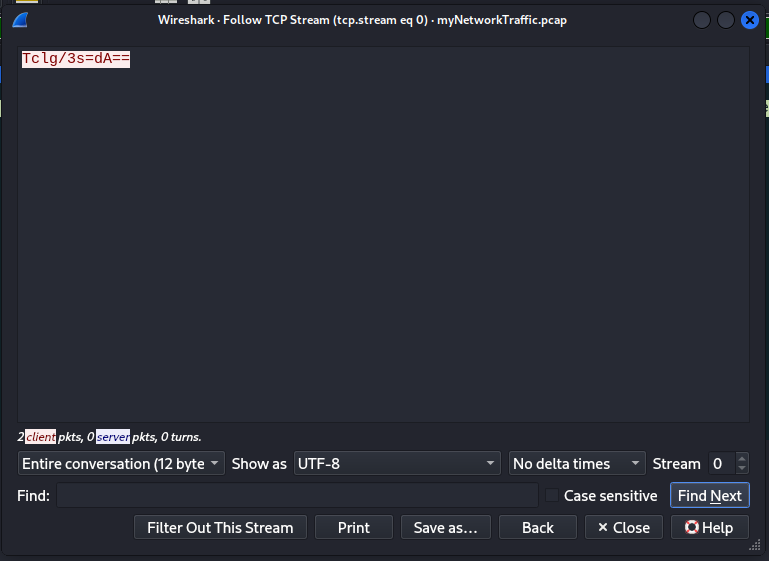 Wireshark · Follow TCP Stream (tcp.stream eq 0) · myNetworkTraffic.pcap
Tclg/3s=dA==
2 client pkts, 0 server pkts, 0 turns.
Entire conversation (12 byte Show as UTF-8 No delta times Stream 0
Find: Case sensitive Find Next
Filter Out This Stream Print Save as... Back × Close Help